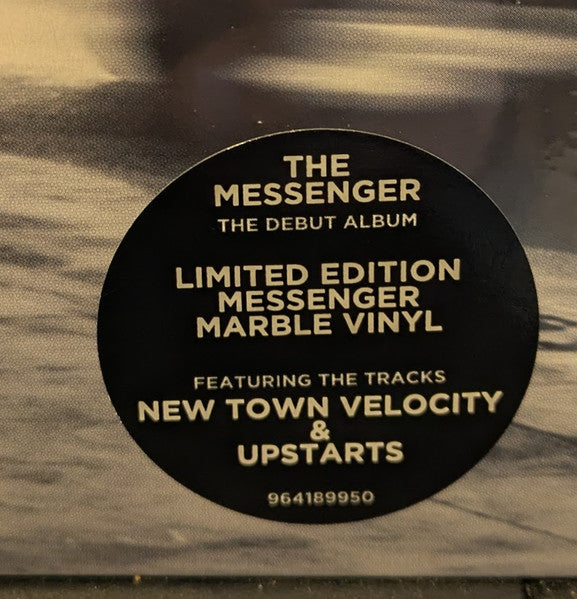 THE
MESSENGER
THE DEBUT ALBUM
LIMITED EDITION
MESSENGER
MARBLE VINYL
FEATURING THE TRACKS
NEW TOWN VELOCITY
&
UPSTARTS
964189950